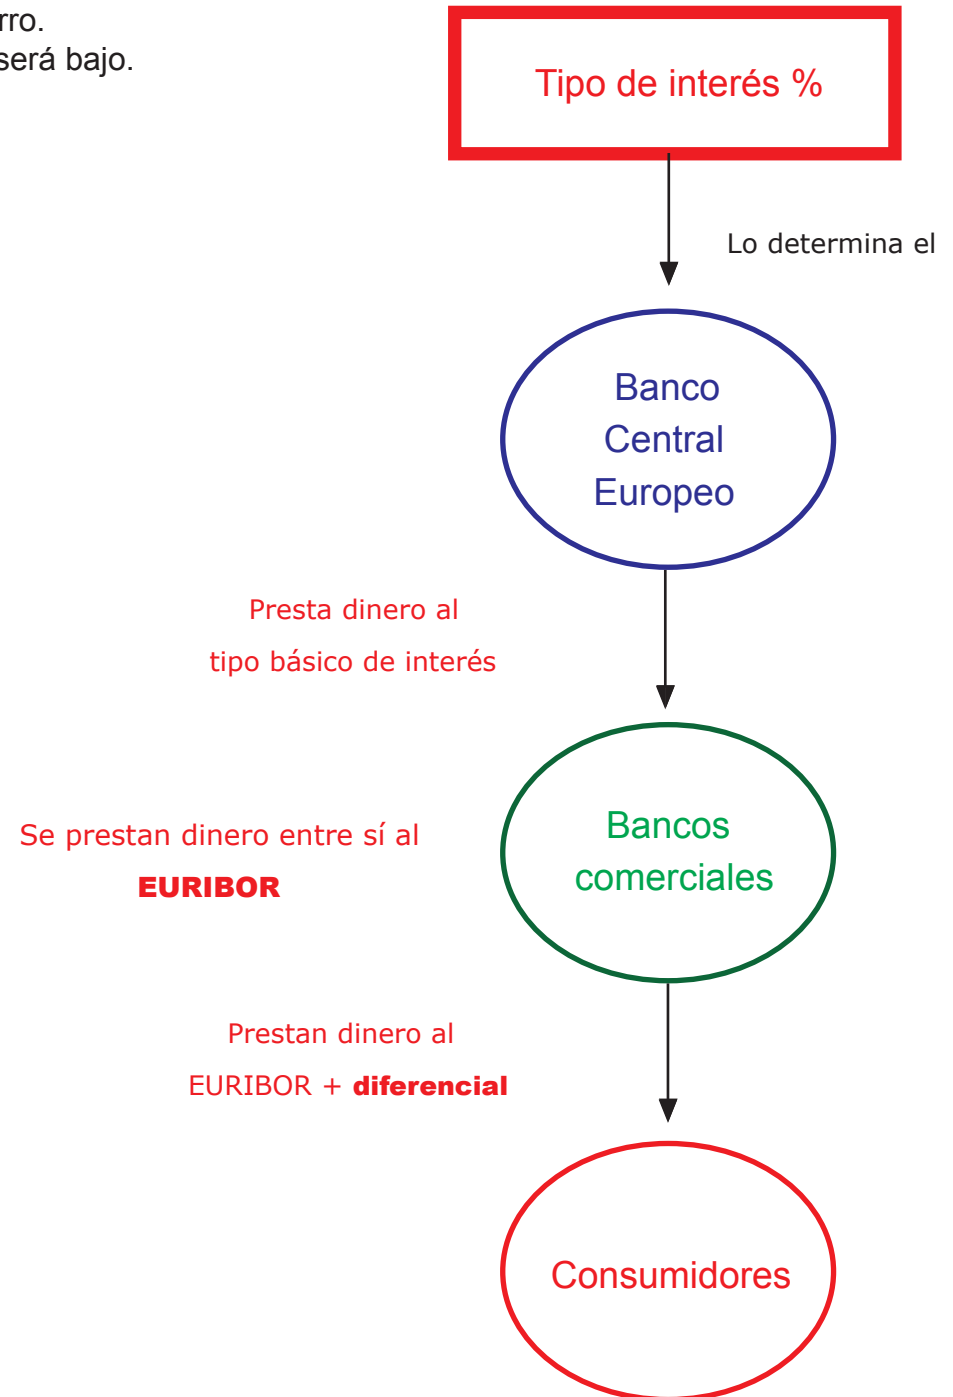 rro.
será bajo.
Tipo de interés %
Lo determina el
Banco
Central
Europeo
Presta dinero al
tipo básico de interés
Se prestan dinero entre sí al
EURIBOR
Bancos
comerciales
Prestan dinero al
EURIBOR + diferencial
Consumidores